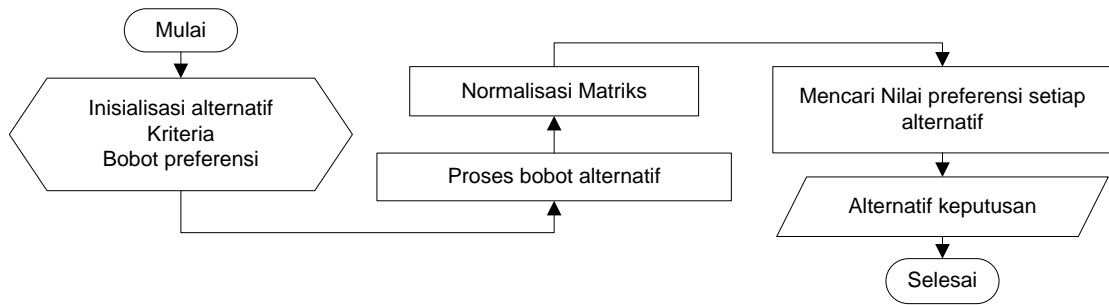 Mulai
Inisialisasi alternatif
Kriteria
Bobot preferensi
Proses bobot alternatif
Normalisasi Matriks
Mencari Nilai preferensi setiap
alternatif
Alternatif keputusan
Selesai